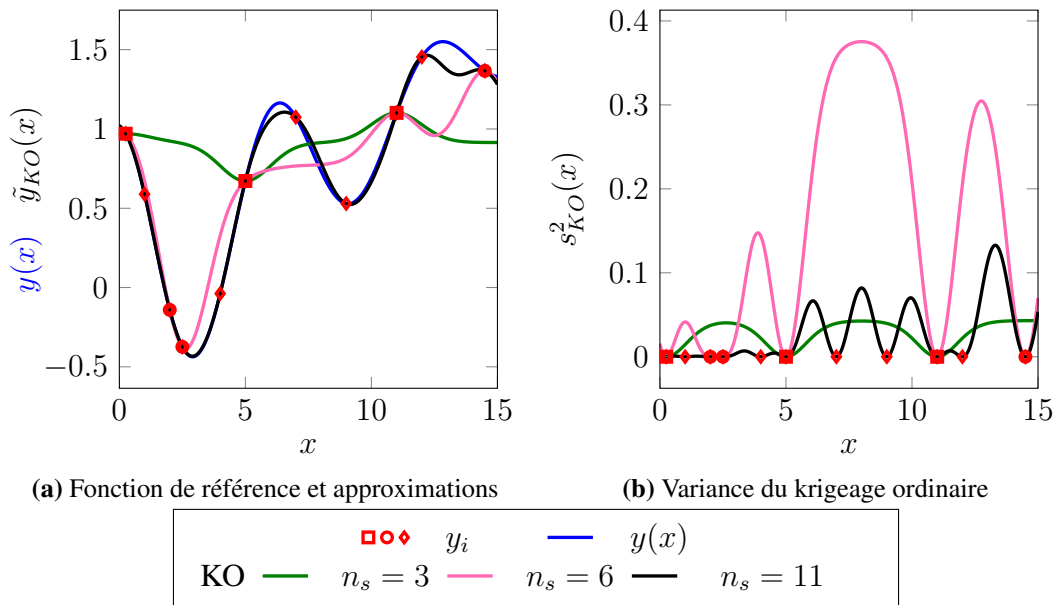 1.5
1
0.5
0
−0.5
0 5 10 15
x
y(x) ỹ_KO(x)
(a) Fonction de référence et approximations
0.4
0.3
0.2
0.1
0
0 5 10 15
x
s²_KO(x)
(b) Variance du krigeage ordinaire
y_i y(x)
KO n_s = 3 n_s = 6 n_s = 11